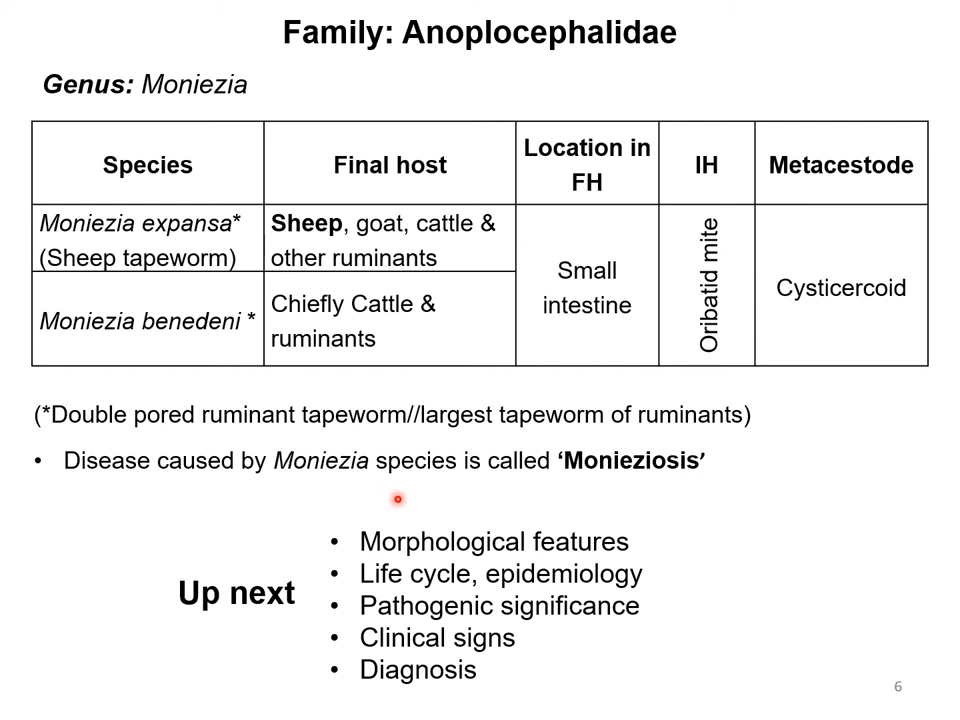 Family: Anoplocephalidae
Genus: Moniezia
Species
Final host
Location in
FH
IH
Metacestode
Moniezia expansa*
(Sheep tapeworm)
Sheep, goat, cattle &
other ruminants
Small
intestine
Oribatid mite
Cysticercoid
Moniezia benedeni *
Chiefly Cattle &
ruminants
(*Double pored ruminant tapeworm//largest tapeworm of ruminants)
• Disease caused by Moniezia species is called ‘Monieziosis’
Up next
• Morphological features
• Life cycle, epidemiology
• Pathogenic significance
• Clinical signs
• Diagnosis
6